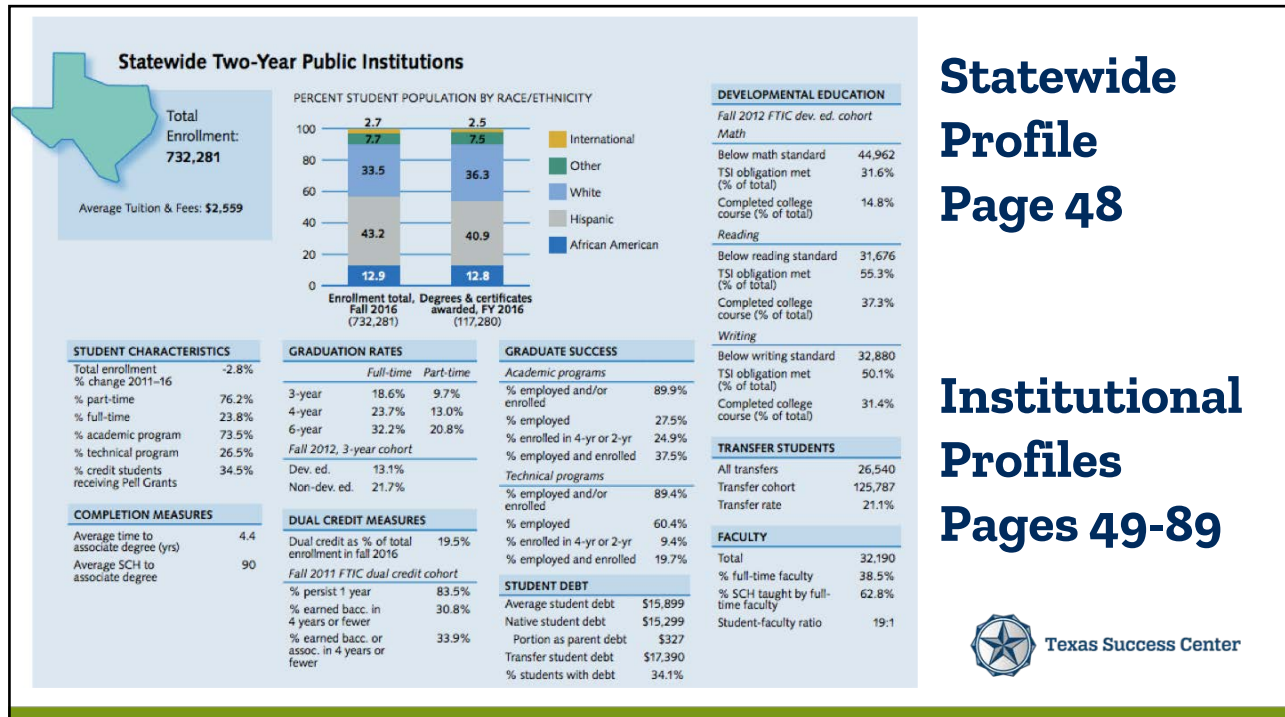 Statewide Two-Year Public Institutions
Total
Enrollment:
732,281
Average Tuition & Fees: $2,559
PERCENT STUDENT POPULATION BY RACE/ETHNICITY
100
80
60
40
20
0
2.7
7.7
33.5
43.2
12.9
2.5
7.5
36.3
40.9
12.8
Enrollment total,
Fall 2016
(732,281)
Degrees & certificates
awarded, FY 2016
(117,280)
International
Other
White
Hispanic
African American
STUDENT CHARACTERISTICS
Total enrollment -2.8%
% change 2011–16
% part-time 76.2%
% full-time 23.8%
% academic program 73.5%
% technical program 26.5%
% credit students 34.5%
receiving Pell Grants
COMPLETION MEASURES
Average time to 4.4
associate degree (yrs)
Average SCH to 90
associate degree
GRADUATION RATES
Full-time Part-time
3-year 18.6% 9.7%
4-year 23.7% 13.0%
6-year 32.2% 20.8%
Fall 2012, 3-year cohort
Dev. ed. 13.1%
Non-dev. ed. 21.7%
DUAL CREDIT MEASURES
Dual credit as % of total 19.5%
enrollment in fall 2016
Fall 2011 FTIC dual credit cohort
% persist 1 year 83.5%
% earned bacc. in 30.8%
4 years or fewer
% earned bacc. or 33.9%
assoc. in 4 years or
fewer
GRADUATE SUCCESS
Academic programs
% employed and/or 89.9%
enrolled
% employed 27.5%
% enrolled in 4-yr or 2-yr 24.9%
% employed and enrolled 37.5%
Technical programs
% employed and/or 89.4%
enrolled
% employed 60.4%
% enrolled in 4-yr or 2-yr 9.4%
% employed and enrolled 19.7%
STUDENT DEBT
Average student debt $15,899
Native student debt $15,299
Portion as parent debt $327
Transfer student debt $17,390
% students with debt 34.1%
DEVELOPMENTAL EDUCATION
Fall 2012 FTIC dev. ed. cohort
Math
Below math standard 44,962
TSI obligation met 31.6%
(% of total)
Completed college 14.8%
course (% of total)
Reading
Below reading standard 31,676
TSI obligation met 55.3%
(% of total)
Completed college 37.3%
course (% of total)
Writing
Below writing standard 32,880
TSI obligation met 50.1%
(% of total)
Completed college 31.4%
course (% of total)
TRANSFER STUDENTS
All transfers 26,540
Transfer cohort 125,787
Transfer rate 21.1%
FACULTY
Total 32,190
% full-time faculty 38.5%
% SCH taught by full- 62.8%
time faculty
Student-faculty ratio 19:1
Statewide
Profile
Page 48
Institutional
Profiles
Pages 49-89
Texas Success Center